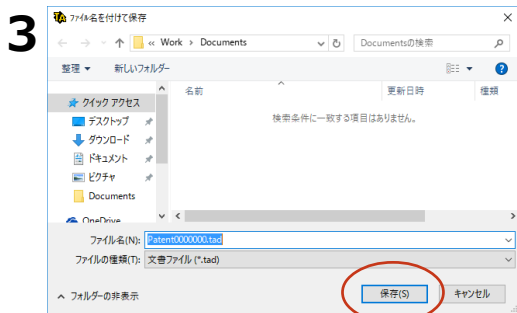 3
ファイル名を付けて保存
« Work > Documents
Documentsの検索
整理 新しいフォルダー
名前 更新日時 種類
検索条件に一致する項目はありません。
クイック アクセス
デスクトップ
ダウンロード
ドキュメント
ピクチャ
Documents
OneDrive
ファイル名(N): Patent0000000.tad
ファイルの種類(T): 文書ファイル (*.tad)
フォルダーの非表示
保存(S) キャンセル